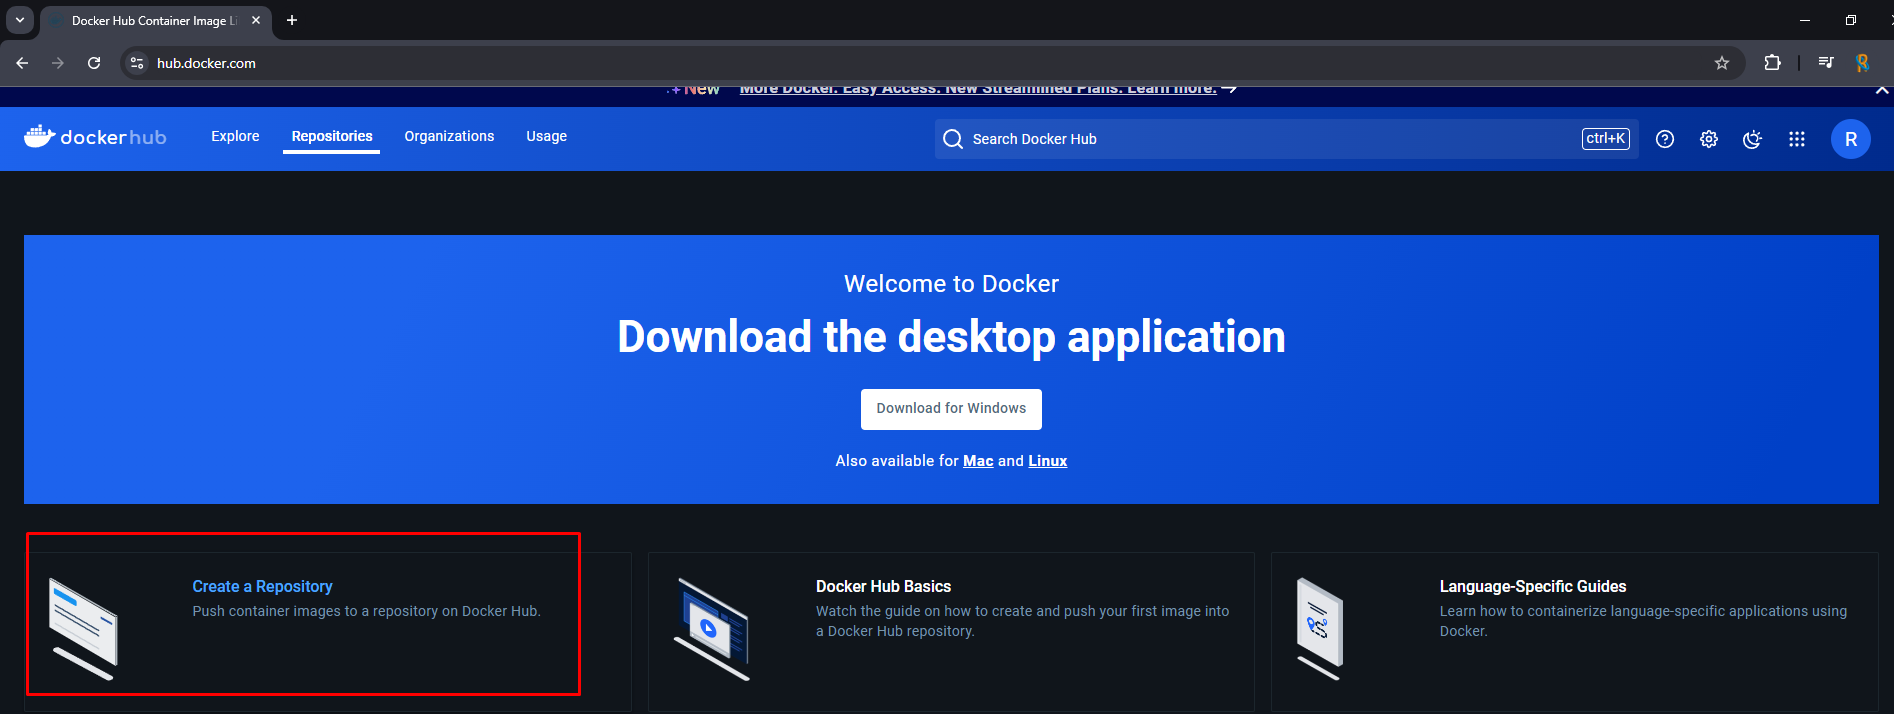 Docker Hub Container Image Li
hub.docker.com
New More Docker. Easy Access. New Streamlined Plans. Learn more. →
dockerhub
Explore Repositories Organizations Usage
Search Docker Hub ctrl+K
R
Welcome to Docker
Download the desktop application
Download for Windows
Also available for Mac and Linux
Create a Repository
Push container images to a repository on Docker Hub.
Docker Hub Basics
Watch the guide on how to create and push your first image into
a Docker Hub repository.
Language-Specific Guides
Learn how to containerize language-specific applications using
Docker.